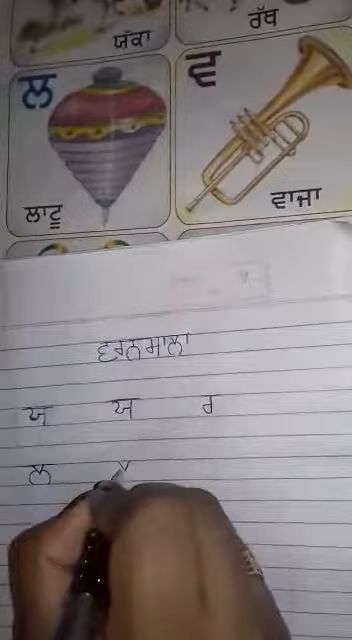 ਯੱਕਾ ਰੱਥ
ਲ ਵ
ਲਾਟੂ ਵਾਜਾ
ਵਰਨਮਾਲਾ
ਯ ਯ ਰ
ਲ